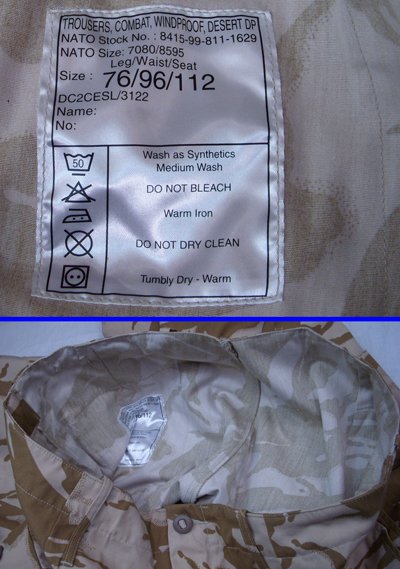 TROUSERS, COMBAT, WINDPROOF, DESERT DP
NATO Stock No. : 8415-99-811-1629
NATO Size: 7080/8595
Leg/Waist/Seat
Size : 76/96/112
DC2CESL/3122
Name:
No:
50
Wash as Synthetics
Medium Wash
DO NOT BLEACH
Warm Iron
DO NOT DRY CLEAN
Tumbly Dry - Warm